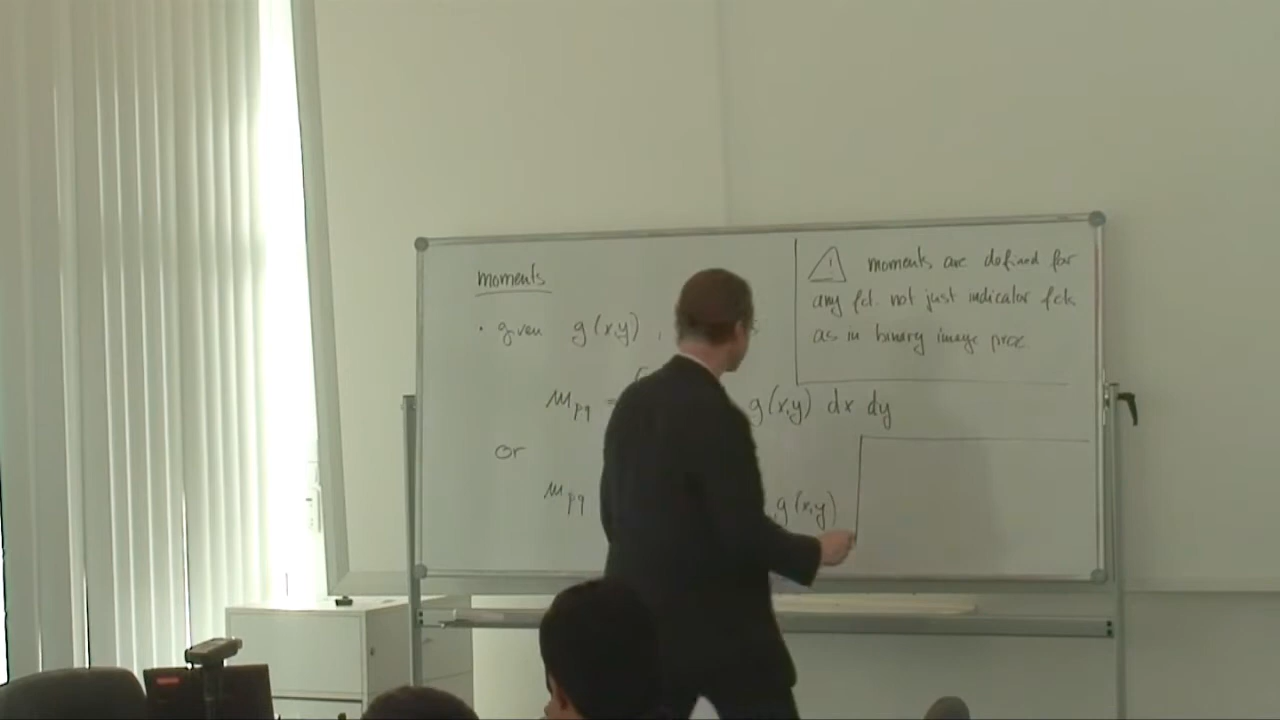 moments
· given g(x,y) ,
m_pq = g(x,y) dx dy
or
m_pq g(x,y)
! moments are defined for
any fct. not just indicator fcts
as in binary image proc.